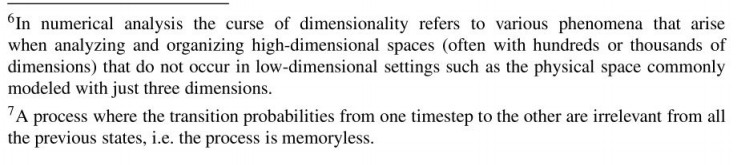 ⁶In numerical analysis the curse of dimensionality refers to various phenomena that arise
when analyzing and organizing high-dimensional spaces (often with hundreds or thousands of
dimensions) that do not occur in low-dimensional settings such as the physical space commonly
modeled with just three dimensions.
⁷A process where the transition probabilities from one timestep to the other are irrelevant from all
the previous states, i.e. the process is memoryless.